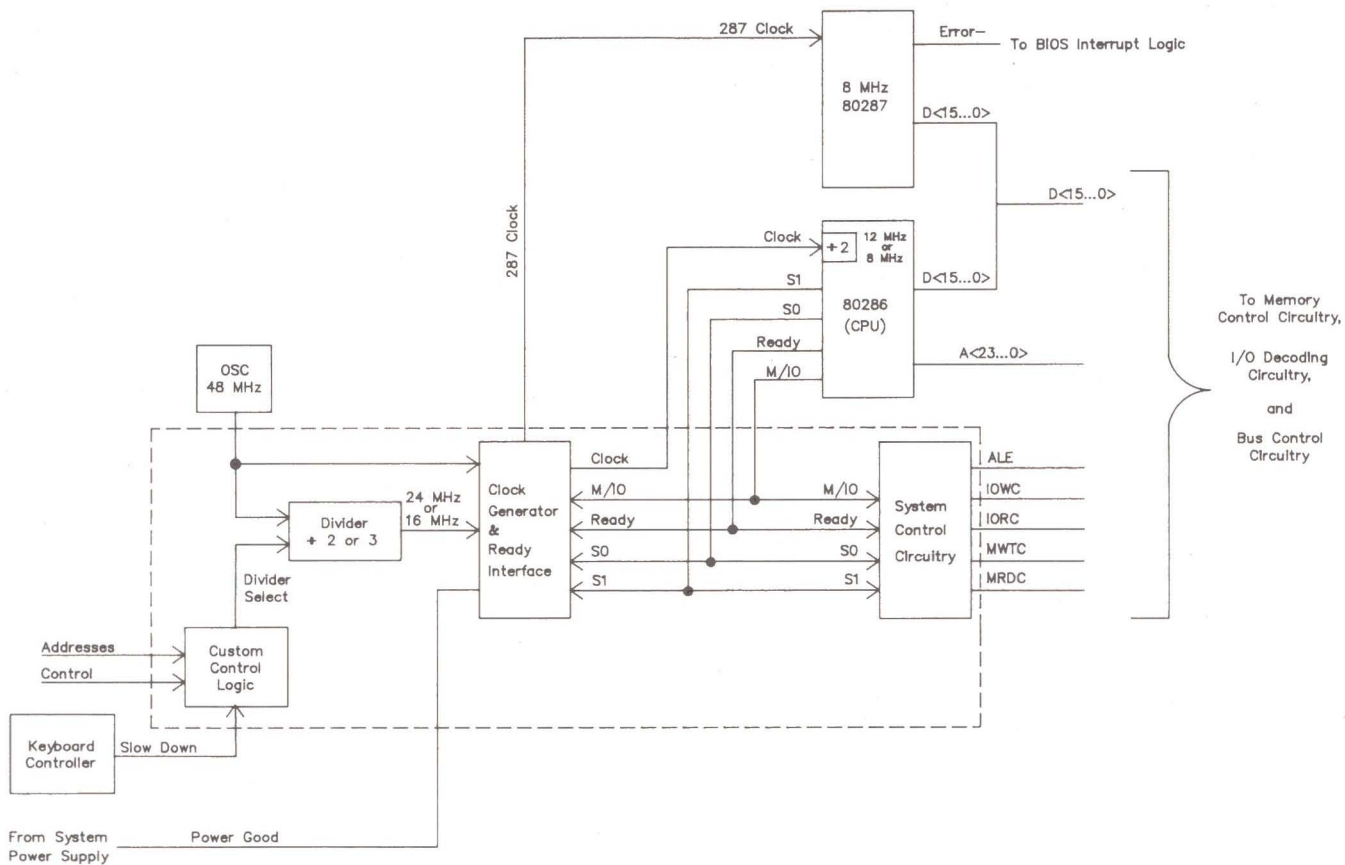 287 Clock
Error-
To BIOS Interrupt Logic
8 MHz
80287
D<15...0>
D<15...0>
287 Clock
Clock
÷2
12 MHz
or
8 MHz
S1
D<15...0>
S0
80286
(CPU)
Ready
A<23...0>
M/IO
To Memory
Control Circuitry,
I/O Decoding
Circuitry,
and
Bus Control
Circuitry
OSC
48 MHz
Clock
ALE
Clock
Generator
&
Ready
Interface
M/IO
M/IO
System
Control
Circuitry
IOWC
24 MHz
or
16 MHz
Divider
÷ 2 or 3
Ready
Ready
IORC
S0
S0
MWTC
S1
S1
MRDC
Divider
Select
Addresses
Control
Custom
Control
Logic
Keyboard
Controller
Slow Down
From System
Power Supply
Power Good